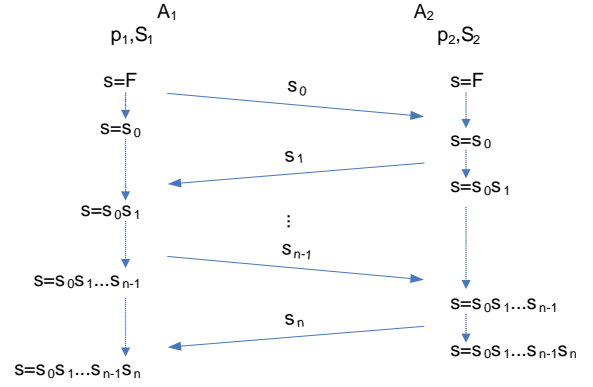 A₁ A₂
p₁,S₁ p₂,S₂
s=F s=F
s₀
s=s₀ s=s₀
s₁
s=s₀s₁
s=s₀s₁
⋮
sₙ₋₁
s=s₀s₁...sₙ₋₁
s=s₀s₁...sₙ₋₁
sₙ
s=s₀s₁...sₙ₋₁sₙ
s=s₀s₁...sₙ₋₁sₙ